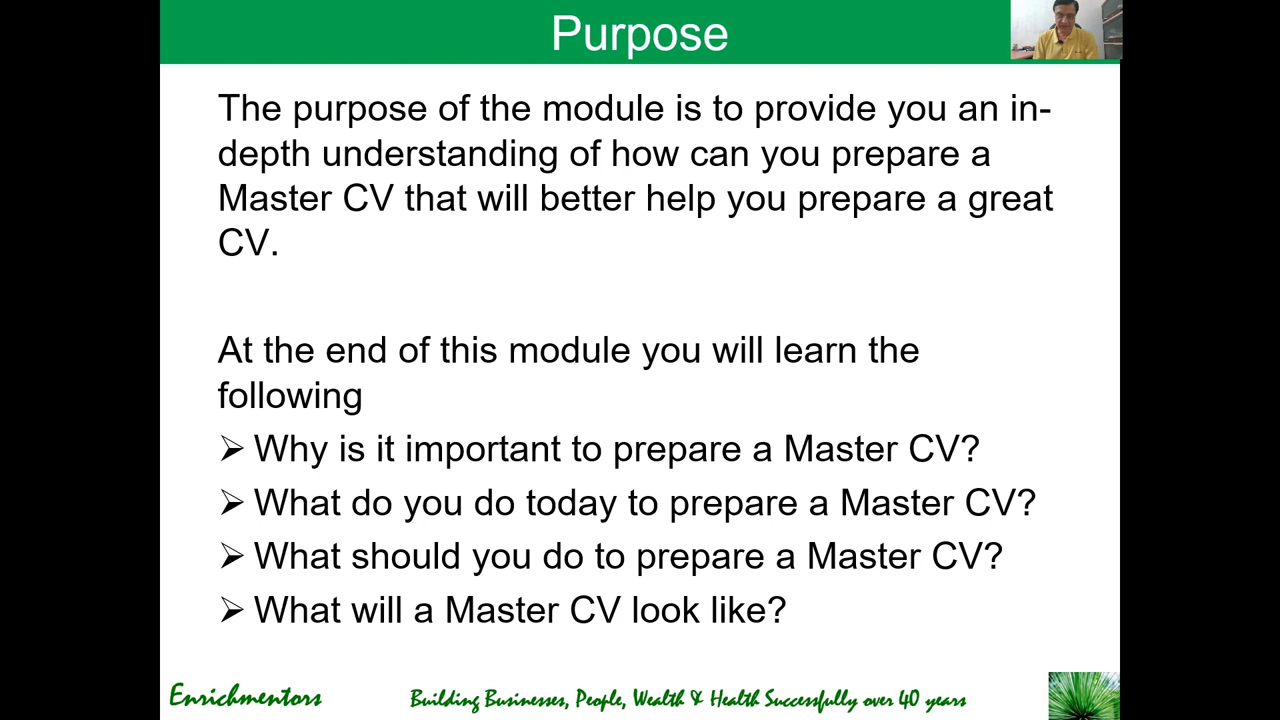 Purpose
The purpose of the module is to provide you an in-
depth understanding of how can you prepare a
Master CV that will better help you prepare a great
CV.
At the end of this module you will learn the
following
➢ Why is it important to prepare a Master CV?
➢ What do you do today to prepare a Master CV?
➢ What should you do to prepare a Master CV?
➢ What will a Master CV look like?
Enrichmentors
Building Businesses, People, Wealth & Health Successfully over 40 years